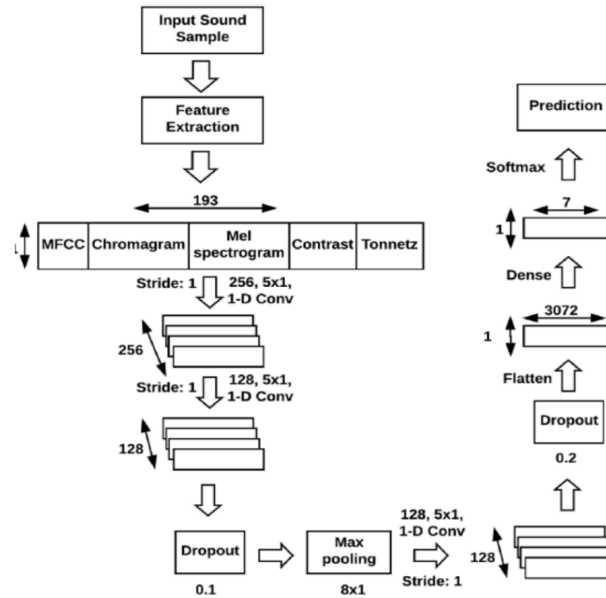 Input Sound
Sample
Feature
Extraction
193
MFCC
Chromagram
Mel
spectrogram
Contrast
Tonnetz
Stride: 1
256, 5x1,
1-D Conv
256
Stride: 1
128, 5x1,
1-D Conv
128
Dropout
0.1
Max
pooling
8x1
128, 5x1,
1-D Conv
Stride: 1
128
Dropout
0.2
Flatten
3072
1
Dense
7
1
Softmax
Prediction